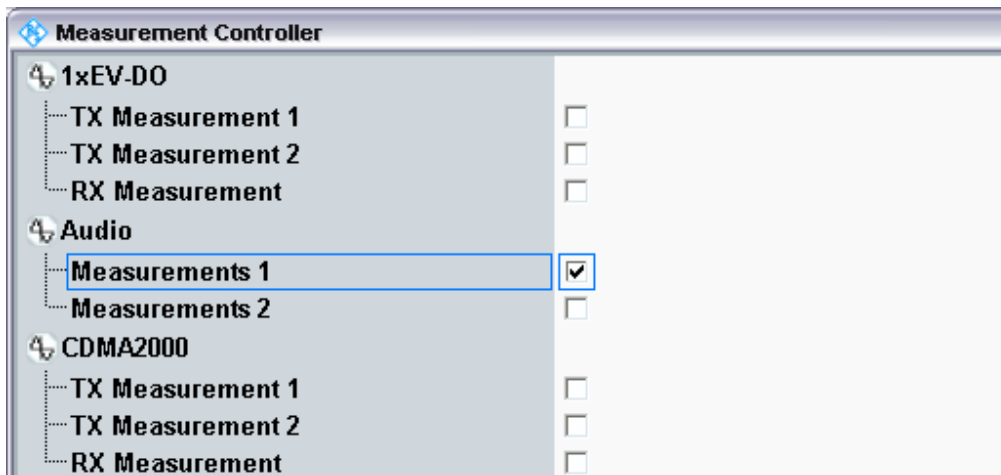 Measurement Controller
1xEV-DO
TX Measurement 1
TX Measurement 2
RX Measurement
Audio
Measurements 1
Measurements 2
CDMA2000
TX Measurement 1
TX Measurement 2
RX Measurement